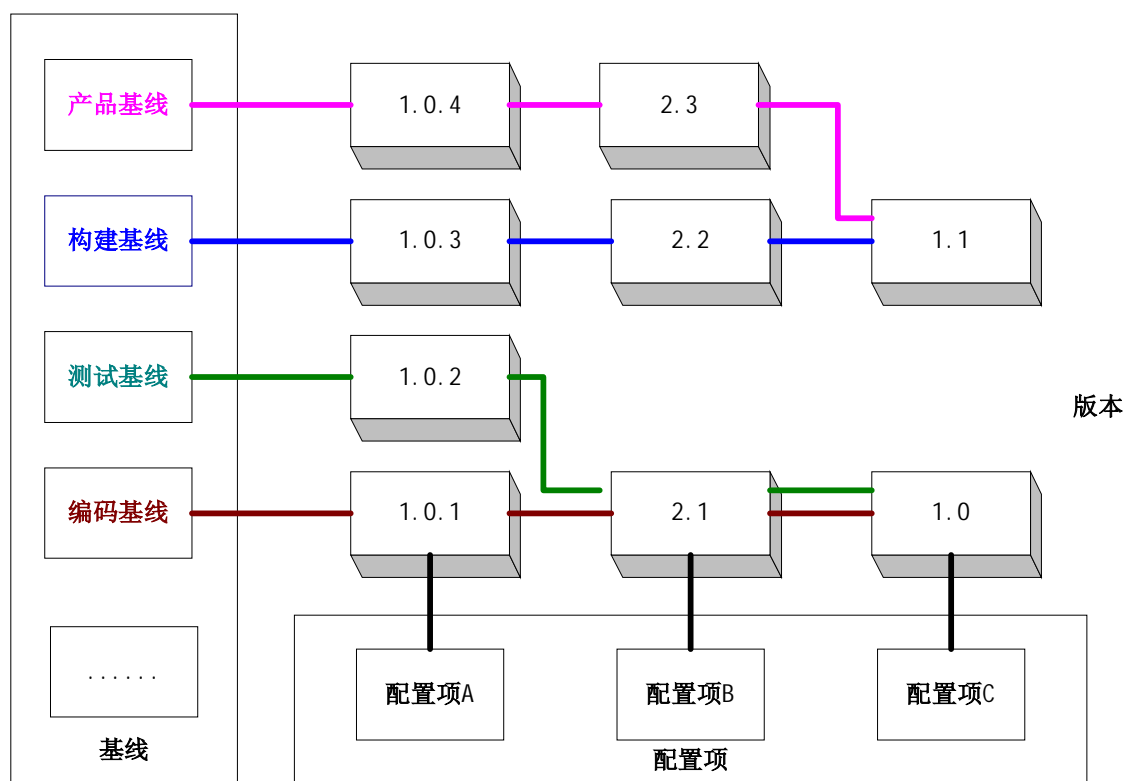 产品基线
1.0.4
2.3
构建基线
1.0.3
2.2
1.1
测试基线
1.0.2
版本
编码基线
1.0.1
2.1
1.0
......
配置项A
配置项B
配置项C
基线
配置项